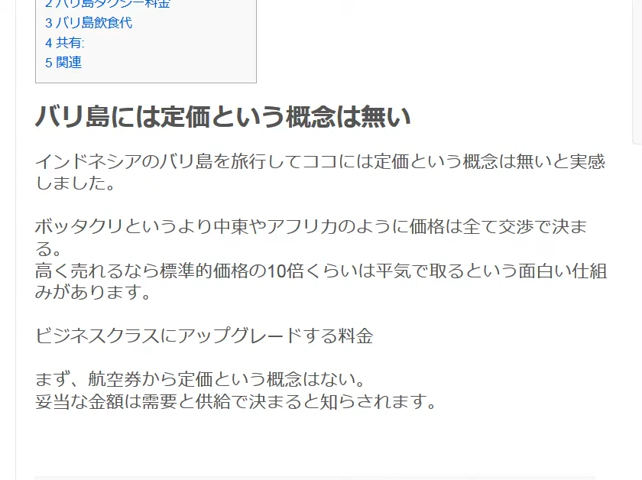 2 バリ島タクシー料金
3 バリ島飲食代
4 共有:
5 関連
バリ島には定価という概念は無い
インドネシアのバリ島を旅行してココには定価という概念は無いと実感
しました。
ボッタクリというより中東やアフリカのように価格は全て交渉で決ま
る。
高く売れるなら標準的価格の10倍くらいは平気で取るという面白い仕組
みがあります。
ビジネスクラスにアップグレードする料金
まず、航空券から定価という概念はない。
妥当な金額は需要と供給で決まると知らされます。